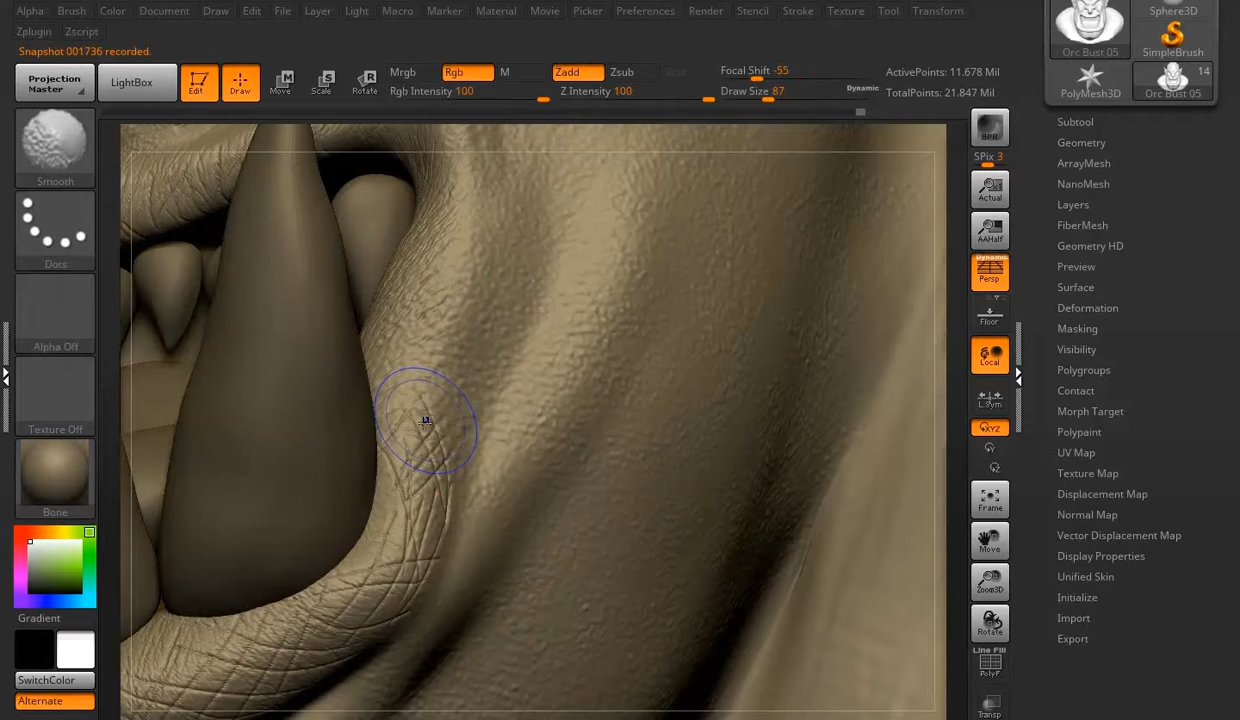 Alpha Brush Color Document Draw Edit File Layer Light Macro Marker Material Movie Picker Preferences Render Stencil Stroke Texture Tool Transform
Zplugin Zscript
Snapshot 001736 recorded.
Projection Master
LightBox
Edit
Draw
Move
Scale
Rotate
Mrgb Rgb M
Rgb Intensity 100
Zadd Zsub
Z Intensity 100
Focal Shift -55
Draw Size 87
Dynamic
ActivePoints: 11.678 Mil
TotalPoints: 21.847 Mil
Smooth
Dots
Alpha Off
Texture Off
Bone
Gradient
SwitchColor
Alternate
BPR
SPix 3
Actual
AAHalf
Dynamic
Persp
Floor
Local
L.Sym
XYZ
Frame
Move
Zoom3D
Rotate
Line Fill
PolyF
Transp
Orc Bust 05
Sphere3D
SimpleBrush
PolyMesh3D
14
Orc Bust 05
Subtool
Geometry
ArrayMesh
NanoMesh
Layers
FiberMesh
Geometry HD
Preview
Surface
Deformation
Masking
Visibility
Polygroups
Contact
Morph Target
Polypaint
UV Map
Texture Map
Displacement Map
Normal Map
Vector Displacement Map
Display Properties
Unified Skin
Initialize
Import
Export